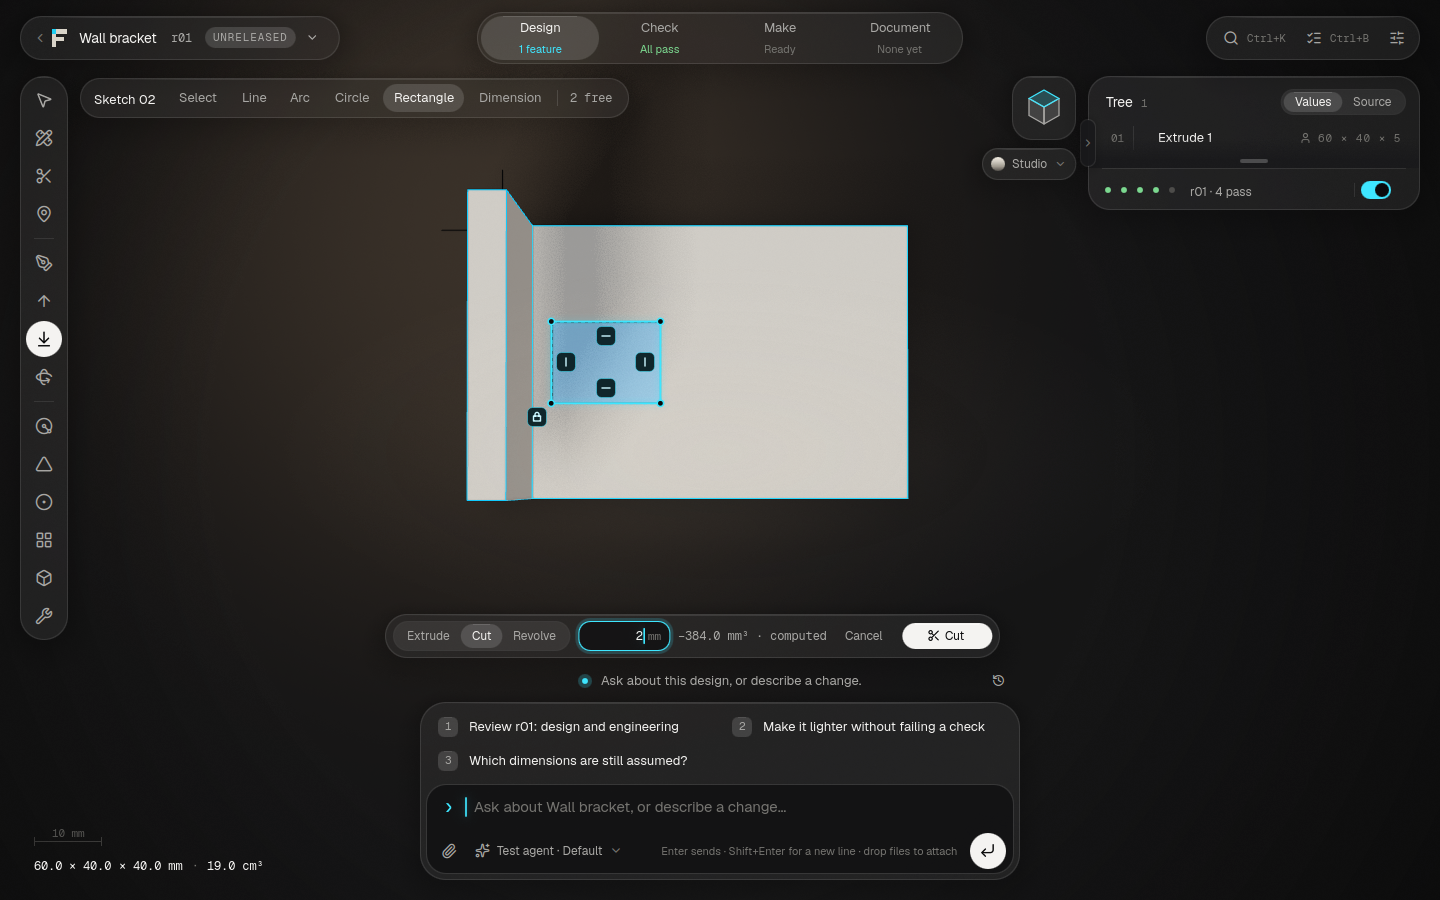 Wall bracket r01 UNRELEASED
Design Check Make Document
1 feature All pass Ready None yet
Ctrl+K Ctrl+B
Sketch 02 Select Line Arc Circle Rectangle Dimension 2 free
Studio
Tree 1 Values Source
01 Extrude 1 60 × 40 × 5
r01 · 4 pass
Extrude Cut Revolve 2 mm −384.0 mm³ · computed Cancel Cut
Ask about this design, or describe a change.
1 Review r01: design and engineering 2 Make it lighter without failing a check
3 Which dimensions are still assumed?
Ask about Wall bracket, or describe a change...
Test agent · Default Enter sends · Shift+Enter for a new line · drop files to attach
10 mm
60.0 × 40.0 × 40.0 mm · 19.0 cm³